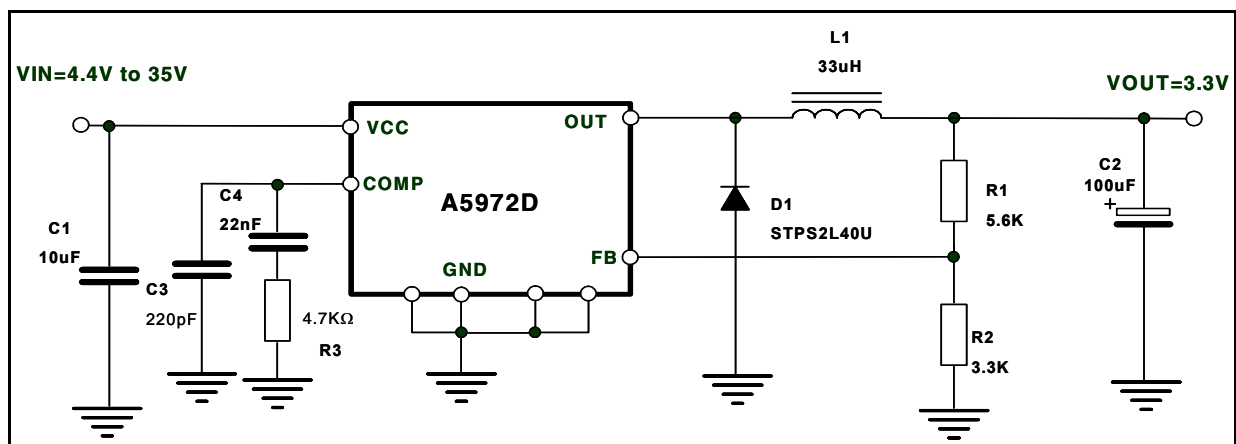 L1
33uH
VIN=4.4V to 35V
VOUT=3.3V
VCC
OUT
COMP
C4
22nF
A5972D
C2
100uF
+
R1
5.6K
D1
STPS2L40U
C1
10uF
FB
GND
C3
220pF
4.7KΩ
R3
R2
3.3K